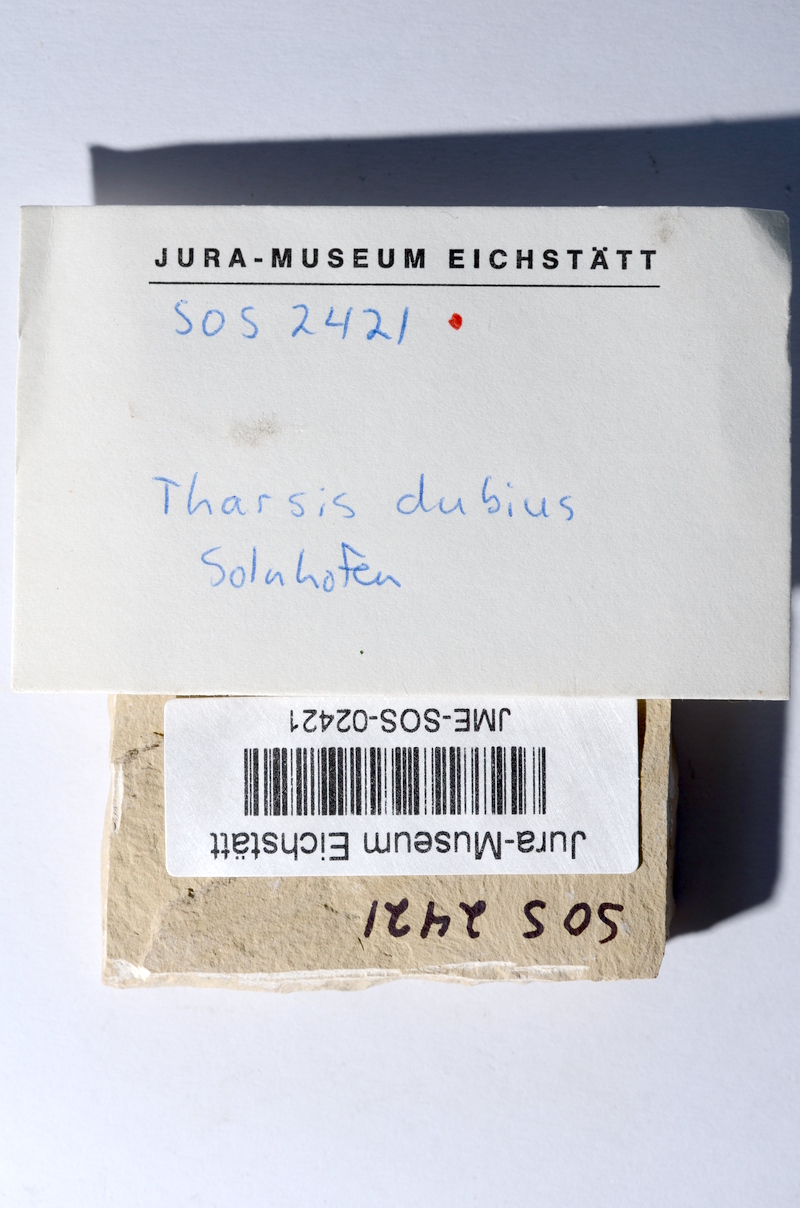 JURA-MUSEUM EICHSTÄTT
SOS 2421
Tharsis dubius
Solnhofen
Jura-Museum Eichstätt
JME-SOS-02421
SOS 2421